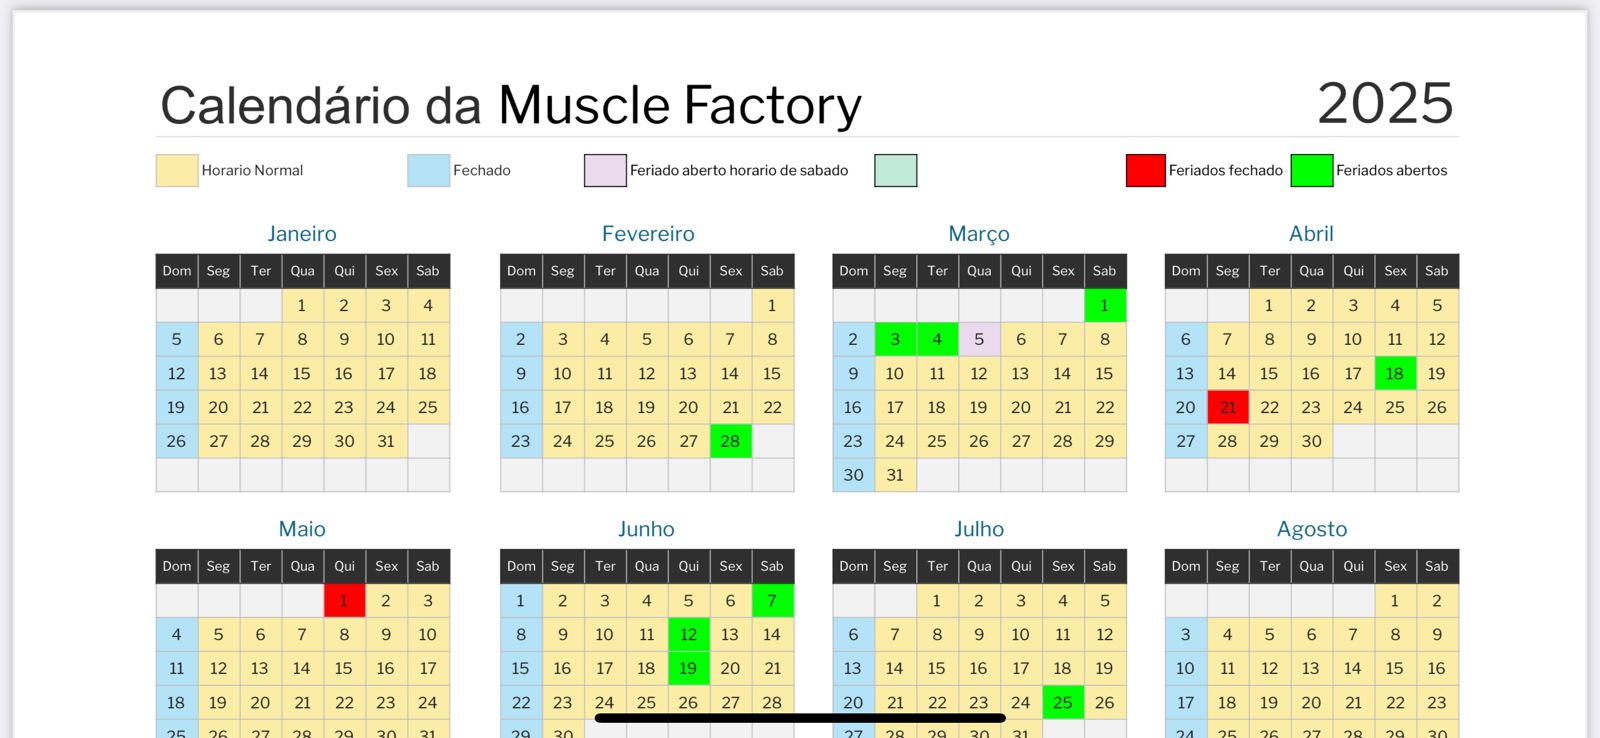 Calendário da Muscle Factory 2025
Horario Normal Fechado Feriado aberto horario de sabado Feriados fechado Feriados abertos
Janeiro Fevereiro Março Abril
Dom Seg Ter Qua Qui Sex Sab Dom Seg Ter Qua Qui Sex Sab Dom Seg Ter Qua Qui Sex Sab Dom Seg Ter Qua Qui Sex Sab
1 2 3 4 1 1 1 2 3 4 5
5 6 7 8 9 10 11 2 3 4 5 6 7 8 2 3 4 5 6 7 8 6 7 8 9 10 11 12
12 13 14 15 16 17 18 9 10 11 12 13 14 15 9 10 11 12 13 14 15 13 14 15 16 17 18 19
19 20 21 22 23 24 25 16 17 18 19 20 21 22 16 17 18 19 20 21 22 20 21 22 23 24 25 26
26 27 28 29 30 31 23 24 25 26 27 28 23 24 25 26 27 28 29 27 28 29 30
30 31
Maio Junho Julho Agosto
Dom Seg Ter Qua Qui Sex Sab Dom Seg Ter Qua Qui Sex Sab Dom Seg Ter Qua Qui Sex Sab Dom Seg Ter Qua Qui Sex Sab
1 2 3 1 2 3 4 5 6 7 1 2 3 4 5 1 2
4 5 6 7 8 9 10 8 9 10 11 12 13 14 6 7 8 9 10 11 12 3 4 5 6 7 8 9
11 12 13 14 15 16 17 15 16 17 18 19 20 21 13 14 15 16 17 18 19 10 11 12 13 14 15 16
18 19 20 21 22 23 24 22 23 24 25 26 27 28 20 21 22 23 24 25 26 17 18 19 20 21 22 23
25 26 27 28 29 30 31 29 30 27 28 29 30 31 24 25 26 27 28 29 30